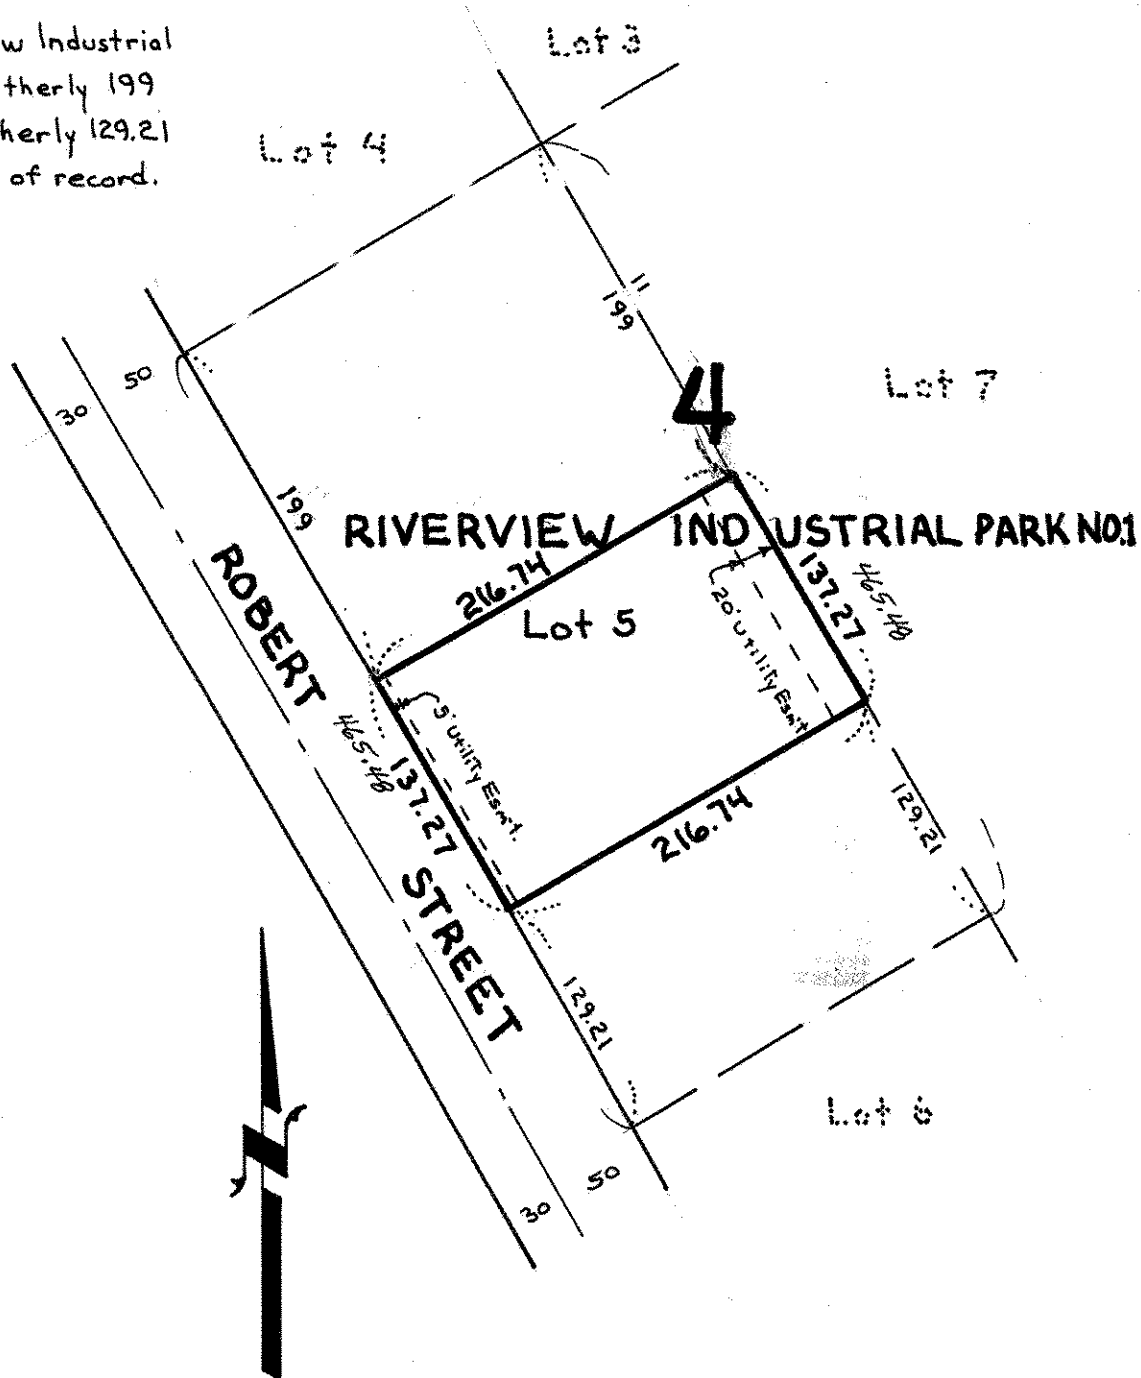 w Industrial
therly 199
herly 129.21
of record.
Lot 3
Lot 4
11
199
50
30
4
Lot 7
199
RIVERVIEW INDUSTRIAL PARK NO.1
216.74
Lot 5
ROBERT STREET
20' Utility Esm't
137.27
465.48
5' Utility Esm't.
465.48
137.27
216.74
129.21
129.21
Lot 6
50
30
N